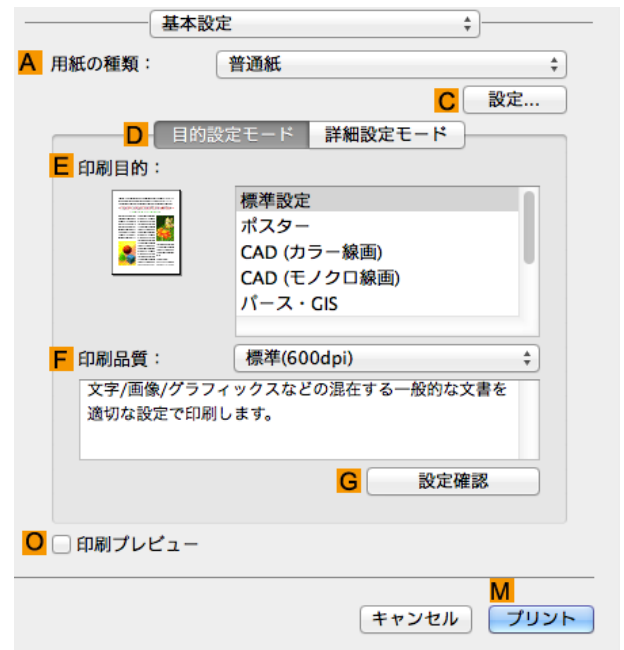 基本設定
A 用紙の種類： 普通紙
C 設定...
D 目的設定モード 詳細設定モード
E 印刷目的：
標準設定
ポスター
CAD (カラー線画)
CAD (モノクロ線画)
パース・GIS
F 印刷品質： 標準(600dpi)
文字/画像/グラフィックスなどの混在する一般的な文書を
適切な設定で印刷します。
G 設定確認
O 印刷プレビュー
M
キャンセル プリント